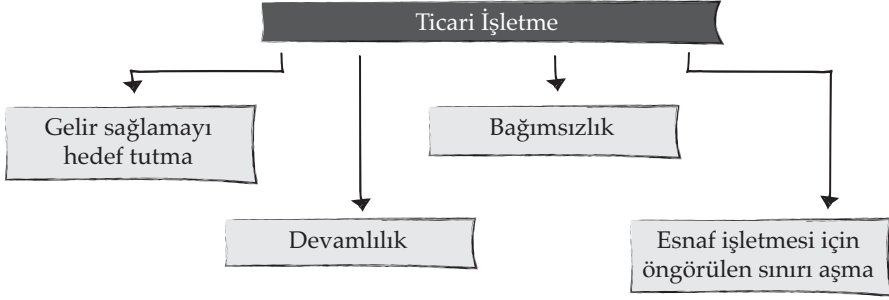 Ticari İşletme
Gelir sağlamayı
hedef tutma
Bağımsızlık
Devamlılık
Esnaf işletmesi için
öngörülen sınırı aşma